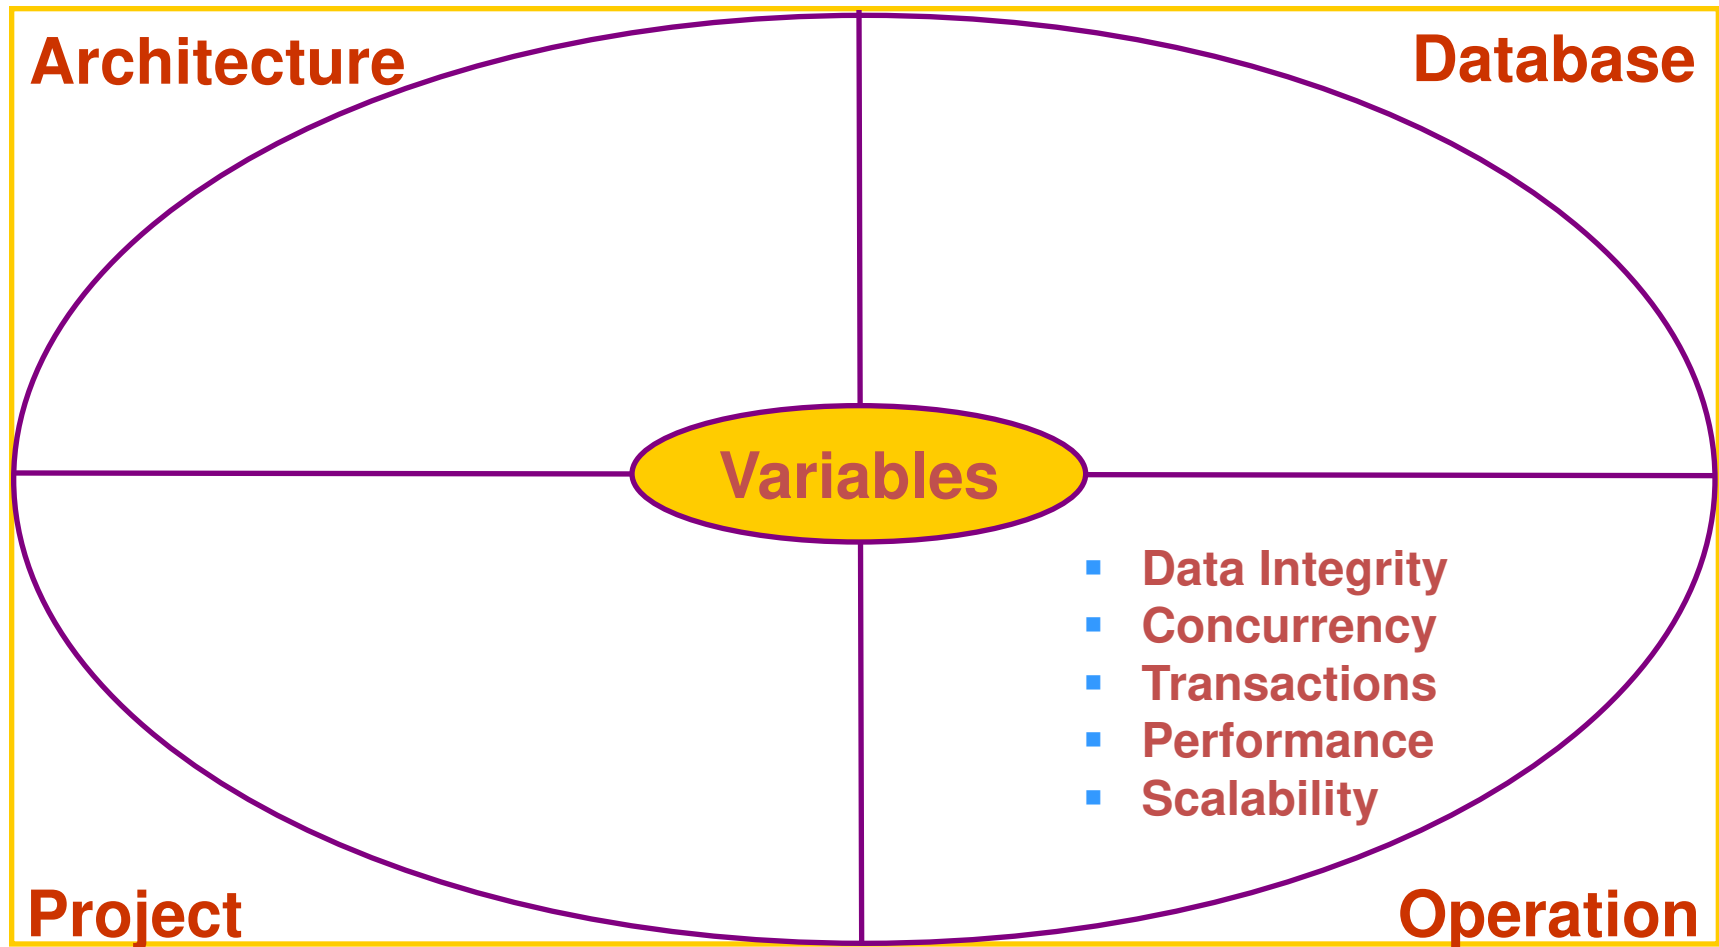 Architecture
Database
Variables
Data Integrity
Concurrency
Transactions
Performance
Scalability
Project
Operation